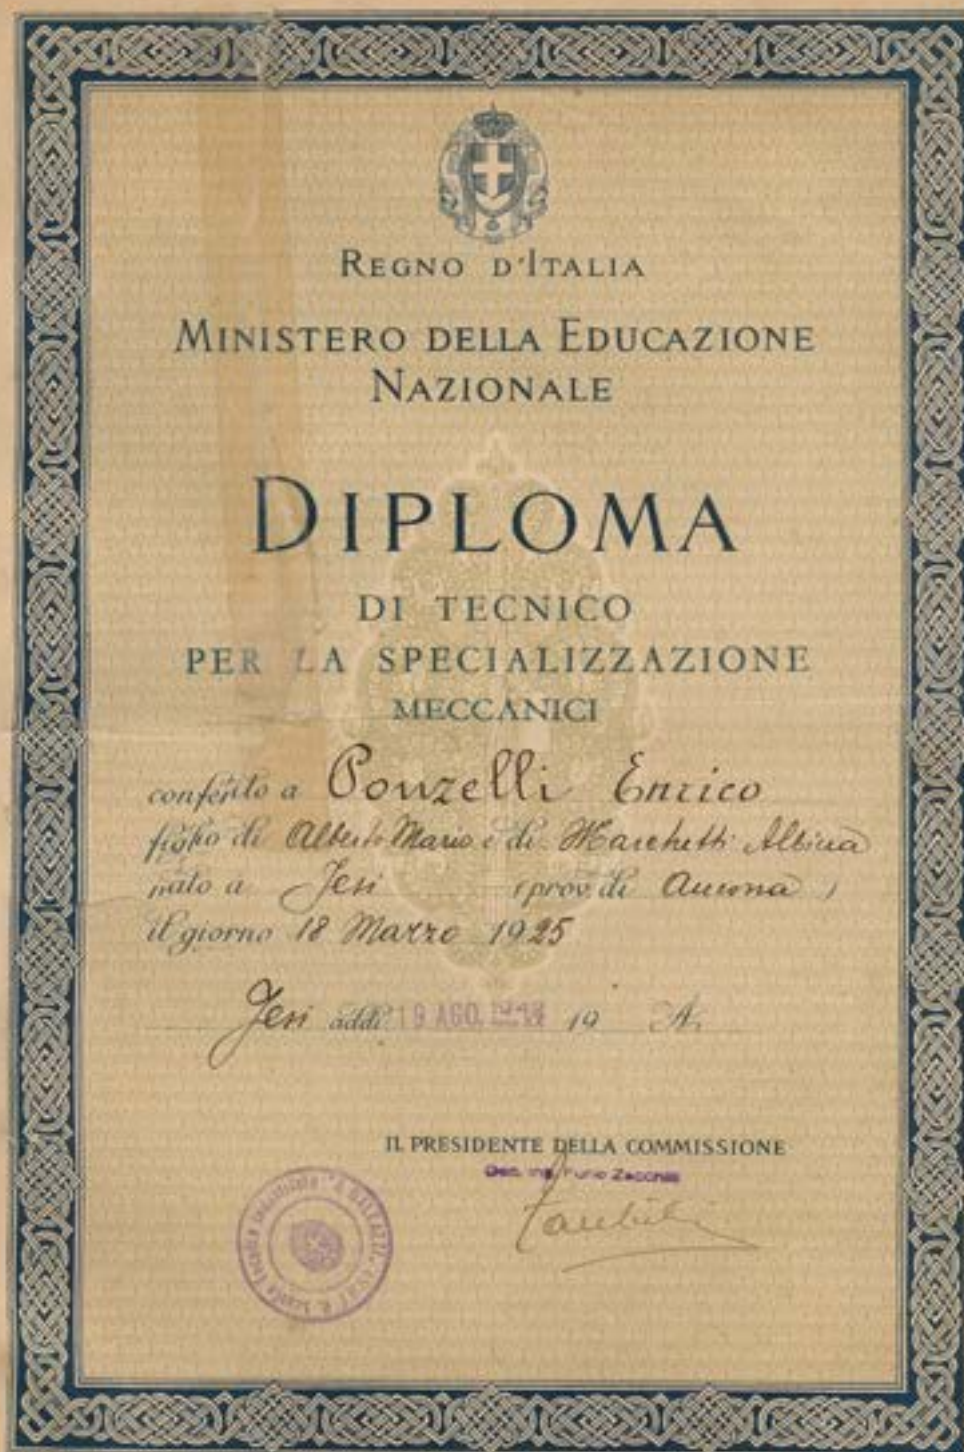 REGNO D'ITALIA
MINISTERO DELLA EDUCAZIONE
NAZIONALE
DIPLOMA
DI TECNICO
PER LA SPECIALIZZAZIONE
MECCANICI
conferito a Ponzelli Enrico
figlio di Alberto Mario e di Marchetti Albina
nato a Jesi (prov. di Ancona)
il giorno 18 Marzo 1925
Jesi addì 19 AGO. 19 A.
IL PRESIDENTE DELLA COMMISSIONE